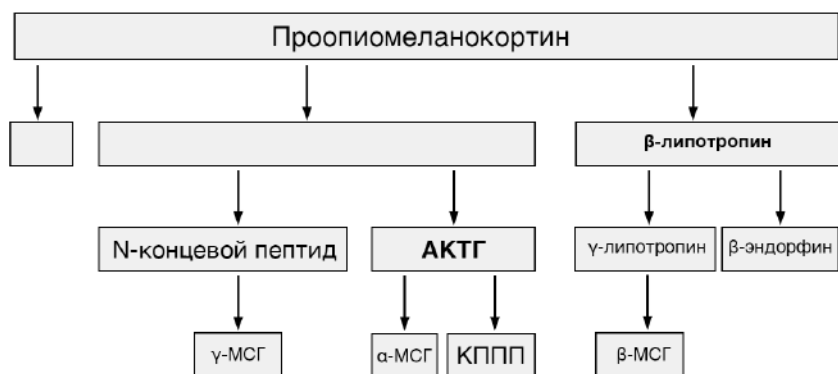 Проопиомеланокортин
β-липотропин
N-концевой пептид
АКТГ
γ-липотропин
β-эндорфин
γ-МСГ
α-МСГ
КППП
β-МСГ